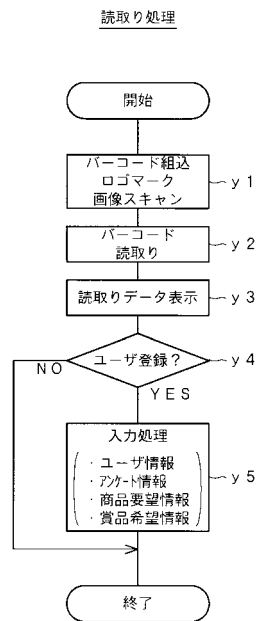 読取り処理
開始
バーコード組込
ロゴマーク
画像スキャン
y1
バーコード
読取り
y2
読取りデータ表示
y3
ユーザ登録？
y4
NO
YES
入力処理
・ユーザ情報
・アンケート情報
・商品要望情報
・賞品希望情報
y5
終了